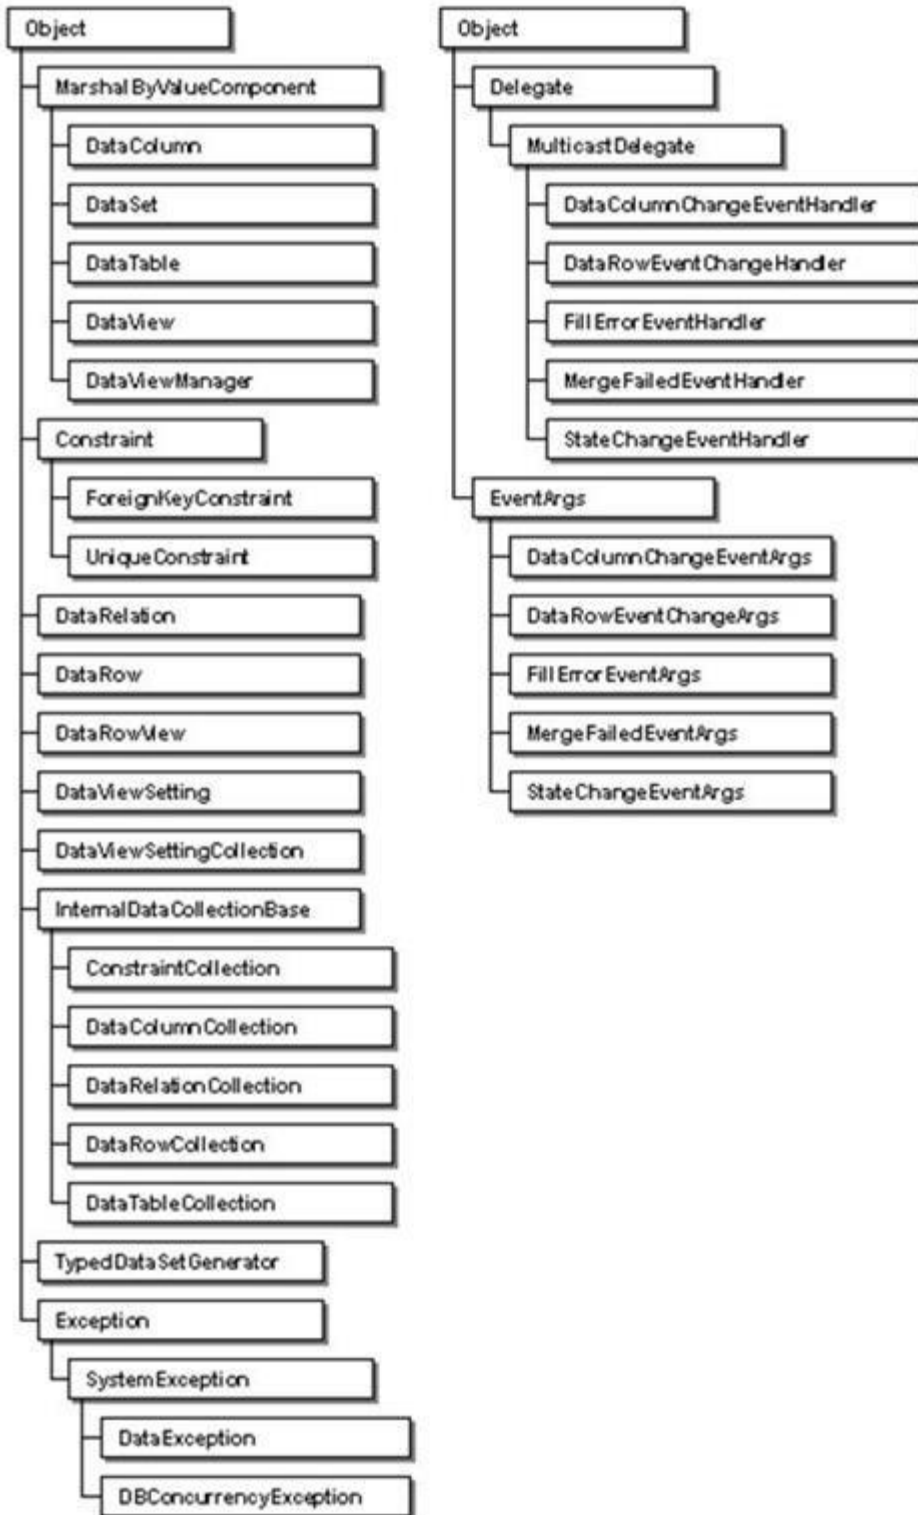 Object
MarshalByValueComponent
DataColumn
DataSet
DataTable
DataView
DataViewManager
Constraint
ForeignKeyConstraint
UniqueConstraint
DataRelation
DataRow
DataRowView
DataViewSetting
DataViewSettingCollection
InternalDataCollectionBase
ConstraintCollection
DataColumnCollection
DataRelationCollection
DataRowCollection
DataTableCollection
TypedDataSetGenerator
Exception
SystemException
DataException
DBConcurrencyException
Object
Delegate
MulticastDelegate
DataColumnChangeEventHandler
DataRowEventChangeHandler
FillErrorEventHandler
MergeFailedEventHandler
StateChangeEventHandler
EventArgs
DataColumnChangeEventArgs
DataRowEventChangeArgs
FillErrorEventArgs
MergeFailedEventArgs
StateChangeEventArgs